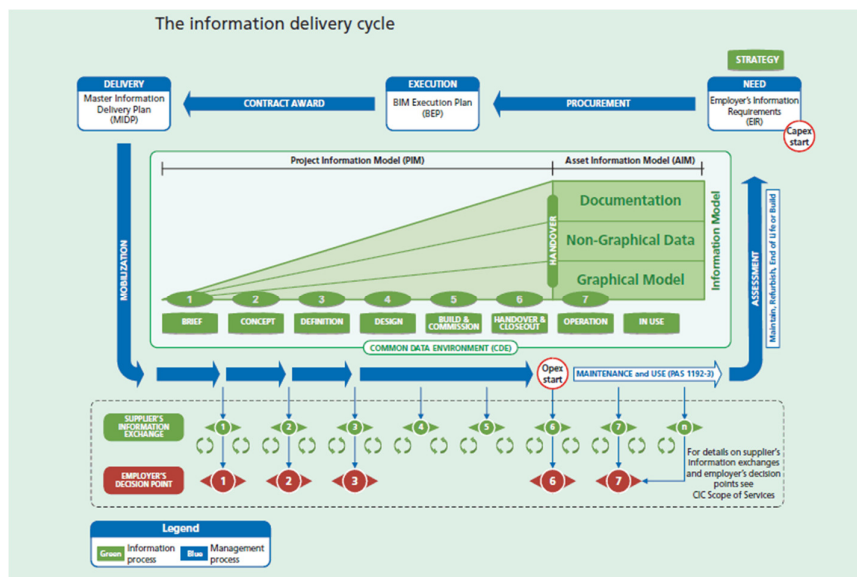 The information delivery cycle
STRATEGY
DELIVERY
Master Information
Delivery Plan
(MIDP)
CONTRACT AWARD
EXECUTION
BIM Execution Plan
(BEP)
PROCUREMENT
NEED
Employer's Information
Requirements
(EIR)
Capex
start
Project Information Model (PIM)
Asset Information Model (AIM)
Documentation
Non-Graphical Data
Graphical Model
HANDOVER
Information Model
MOBILIZATION
ASSESSMENT
Maintain, Refurbish, End of Life or Build
1
2
3
4
5
6
7
BRIEF
CONCEPT
DEFINITION
DESIGN
BUILD &
COMMISSION
HANDOVER &
CLOSEOUT
OPERATION
IN USE
COMMON DATA ENVIRONMENT (CDE)
Opex
start
MAINTENANCE and USE (PAS 1192-3)
SUPPLIER'S
INFORMATION
EXCHANGE
1
2
3
4
5
6
7
n
EMPLOYER'S
DECISION POINT
1
2
3
6
7
For details on supplier's
information exchanges
and employer's decision
points see
CIC Scope of Services
Legend
Green Information
process
Blue Management
process